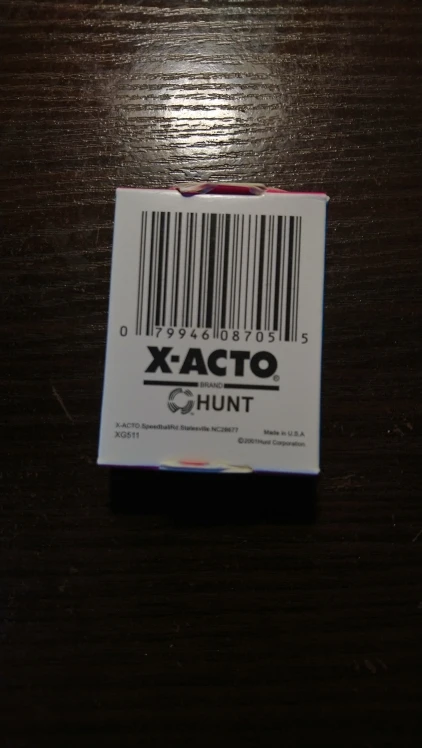 0 79946 08705 5
X-ACTO®
BRAND
HUNT
X-ACTO.Speedball Rd.Statesville.NC28677
Made in U.S.A
XG511
©2001Hunt Corporation